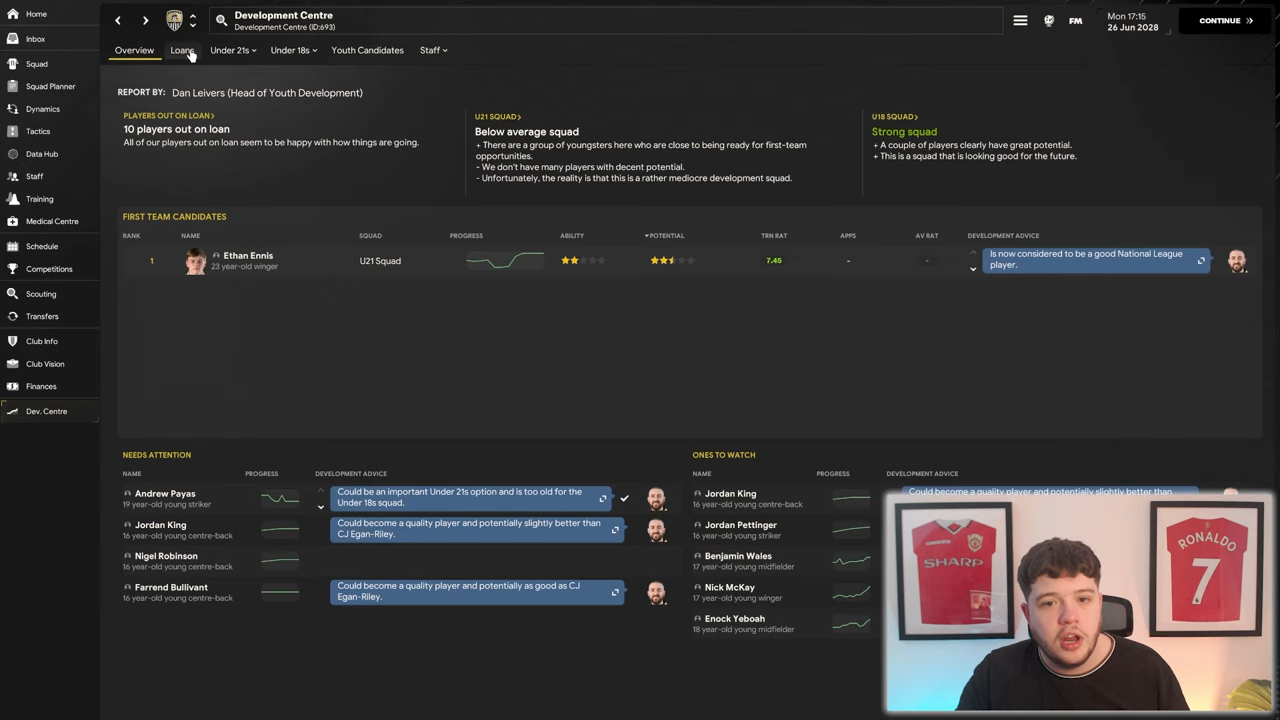 Home
Inbox
Squad
Squad Planner
Dynamics
Tactics
Data Hub
Staff
Training
Medical Centre
Schedule
Competitions
Scouting
Transfers
Club Info
Club Vision
Finances
Dev. Centre
Development Centre
Development Centre (ID:693)
FM
Mon 17:15
26 Jun 2028
CONTINUE
Overview
Loans
Under 21s
Under 18s
Youth Candidates
Staff
REPORT BY: Dan Leivers (Head of Youth Development)
PLAYERS OUT ON LOAN >
10 players out on loan
All of our players out on loan seem to be happy with how things are going.
U21 SQUAD >
Below average squad
+ There are a group of youngsters here who are close to being ready for first-team
opportunities.
- We don't have many players with decent potential.
- Unfortunately, the reality is that this is a rather mediocre development squad.
U18 SQUAD >
Strong squad
+ A couple of players clearly have great potential.
+ This is a squad that is looking good for the future.
FIRST TEAM CANDIDATES
RANK NAME SQUAD PROGRESS ABILITY POTENTIAL TRN RAT APPS AV RAT DEVELOPMENT ADVICE
1 Ethan Ennis U21 Squad 7.45 - -
23 year-old winger
Is now considered to be a good National League
player.
NEEDS ATTENTION
NAME PROGRESS DEVELOPMENT ADVICE
Andrew Payas
19 year-old striker
Could be an important Under 21s option and is too old for the
Under 18s squad.
Jordan King
16 year-old young centre-back
Could become a quality player and potentially slightly better than
CJ Egan-Riley.
Nigel Robinson
16 year-old young centre-back
Farrend Bullivant
16 year-old young centre-back
Could become a quality player and potentially as good as CJ
Egan-Riley.
ONES TO WATCH
NAME PROGRESS DEVELOPMENT ADVICE
Jordan King
16 year-old young centre-back
Could become a quality player and potentially slightly better than
Jordan Pettinger
16 year-old young striker
Benjamin Wales
17 year-old young midfielder
Nick McKay
17 year-old young winger
Enock Yeboah
18 year-old young midfielder
SHARP
RONALDO
7